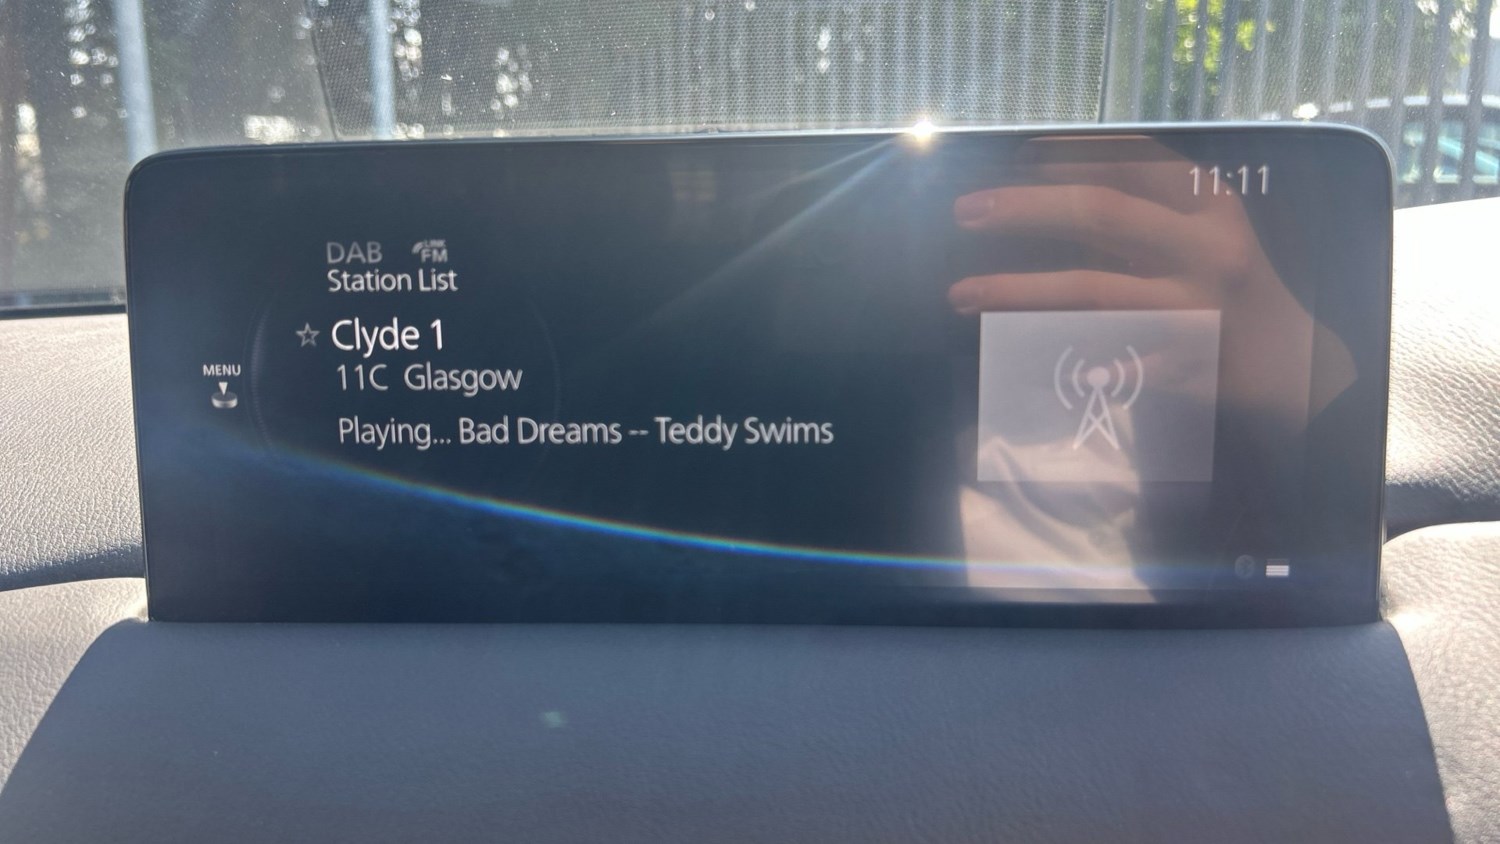 11:11
DAB LINK FM
Station List
Clyde 1
11C Glasgow
MENU
Playing... Bad Dreams -- Teddy Swims